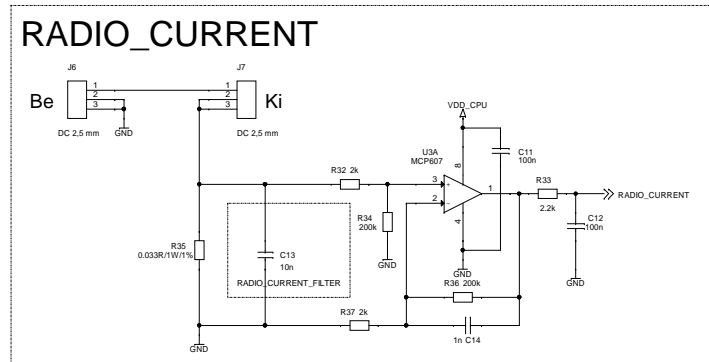 RADIO_CURRENT
J6
J7
Be
1
2
3
1
2
3
Ki
DC 2,5 mm
GND
DC 2,5 mm
VDD_CPU
U3A
MCP607
C11
100n
R32 2k
8
3
+
1
R33
2.2k
RADIO_CURRENT
2
-
4
R34
200k
C12
100n
R35
0.033R/1W/1%
C13
10n
GND
GND
GND
RADIO_CURRENT_FILTER
R36 200k
R37 2k
1n C14
GND